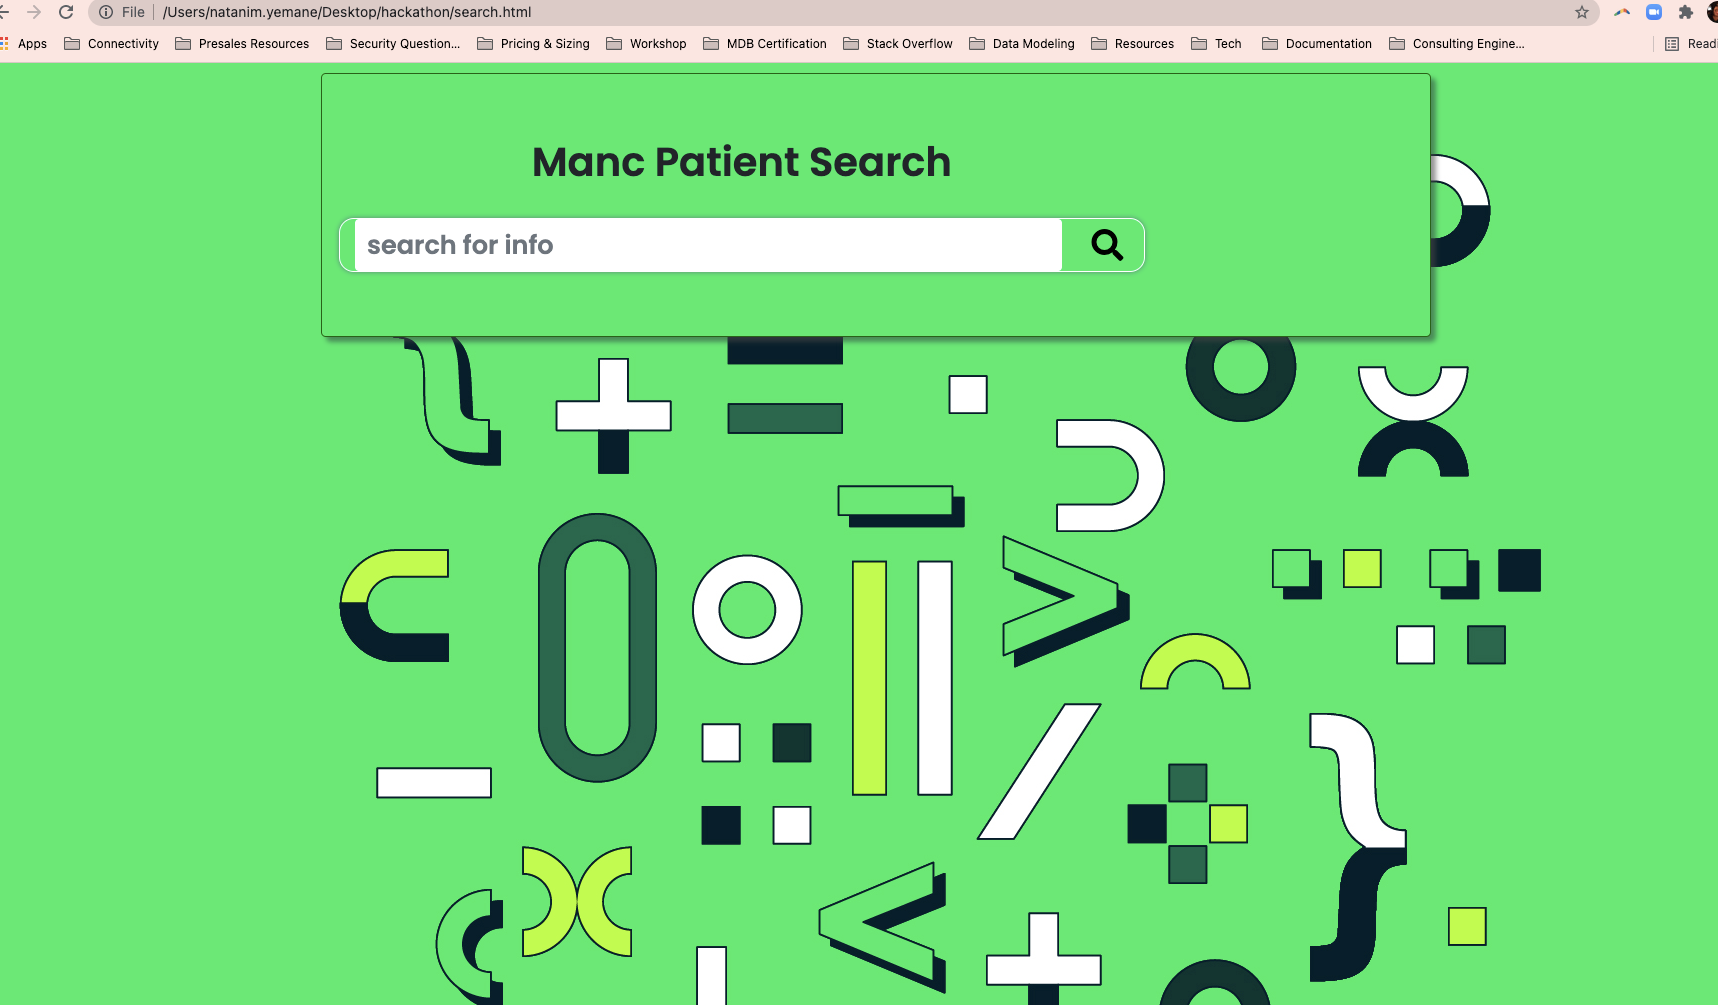 File /Users/natanim.yemane/Desktop/hackathon/search.html
Apps Connectivity Presales Resources Security Question... Pricing & Sizing Workshop MDB Certification Stack Overflow Data Modeling Resources Tech Documentation Consulting Engine... Readi
Manc Patient Search
search for info